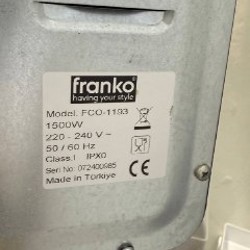 franko
having your style
Model. FCO-1193
1500W
220 - 240 V ~
50 / 60 Hz
Class.I IPX0
Seri No: 072400985
Made in Türkiye